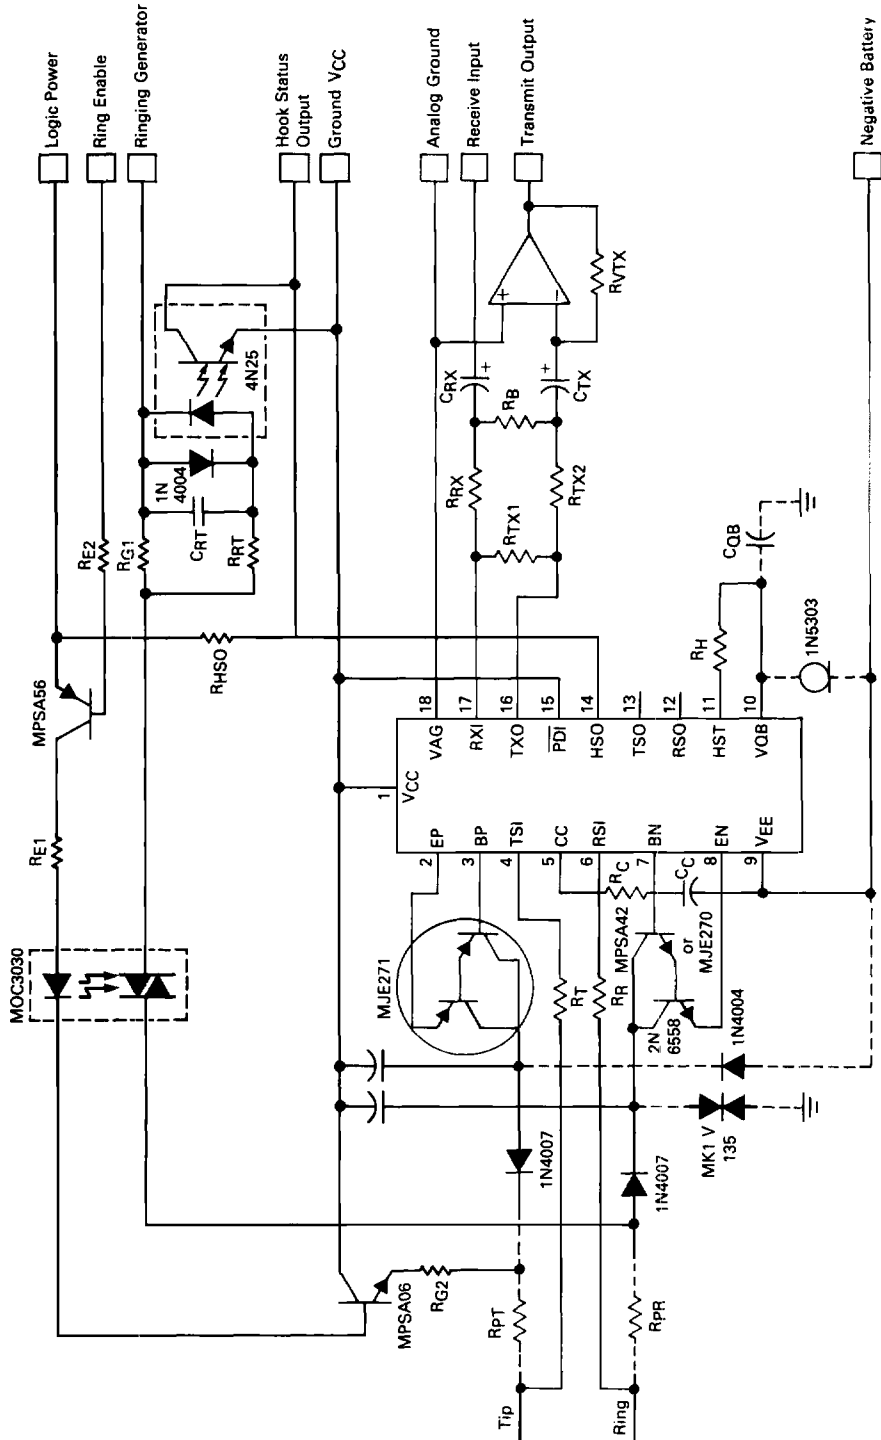 Logic Power
Ring Enable
Ringing Generator
Hook Status
Output
Ground VCC
Analog Ground
Receive Input
Transmit Output
Negative Battery
4N25
1N
4004
CRT
RRT
RE2
RG1
RHSO
MPSA56
RE1
MOC3030
CRX
+
RB
+
CTX
RRX
RTX1
RTX2
+
−
RVTX
CQB
RH
1N5303
18
17
16
15
14
13
12
11
10
VAG
RXI
TXO
PDI
HSO
TSO
RSO
HST
VQB
1
VCC
EP
BP
TSI
CC
RSI
BN
EN
VEE
2
3
4
5
6
7
8
9
MJE271
RT
RR
RC
CC
MPSA42
or
MJE270
2N
6558
1N4004
MK1 V
135
1N4007
1N4007
MPSA06
RG2
RPT
RPR
Tip
Ring